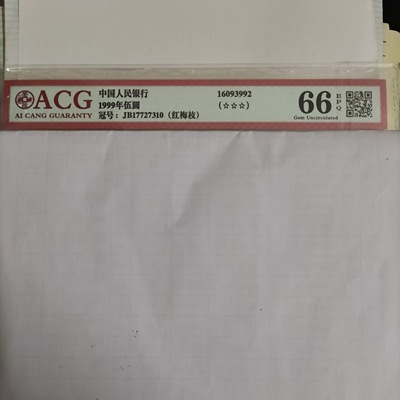 ACG
AI CANG GUARANTY
中国人民银行
1999年伍圆
冠号：JB17727310（红梅枝）
16093992
(☆☆☆)
66
EPQ
Gem Uncirculated